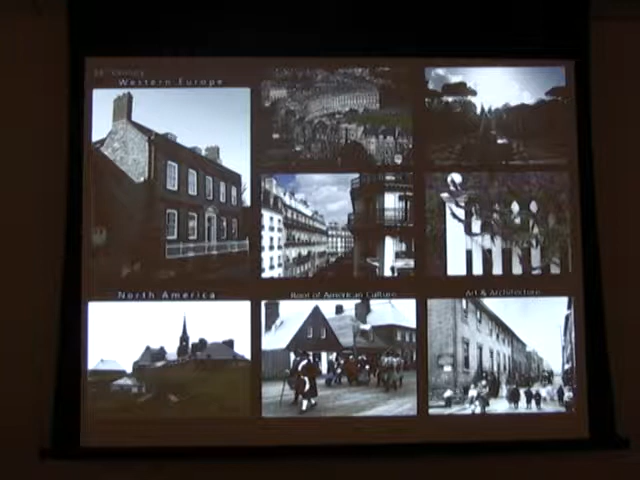 Western Europe
North America
Root of American Culture
Art & Architecture